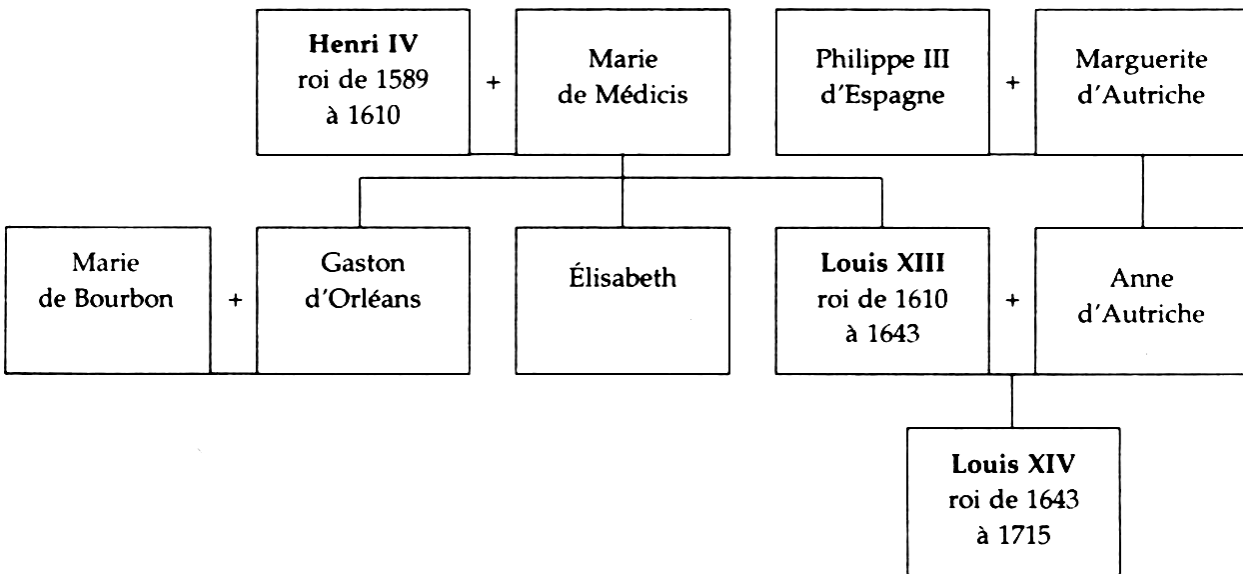 Henri IV
roi de 1589
à 1610
+
Marie
de Médicis
Philippe III
d'Espagne
+
Marguerite
d'Autriche
Marie
de Bourbon
+
Gaston
d'Orléans
Élisabeth
Louis XIII
roi de 1610
à 1643
+
Anne
d'Autriche
Louis XIV
roi de 1643
à 1715